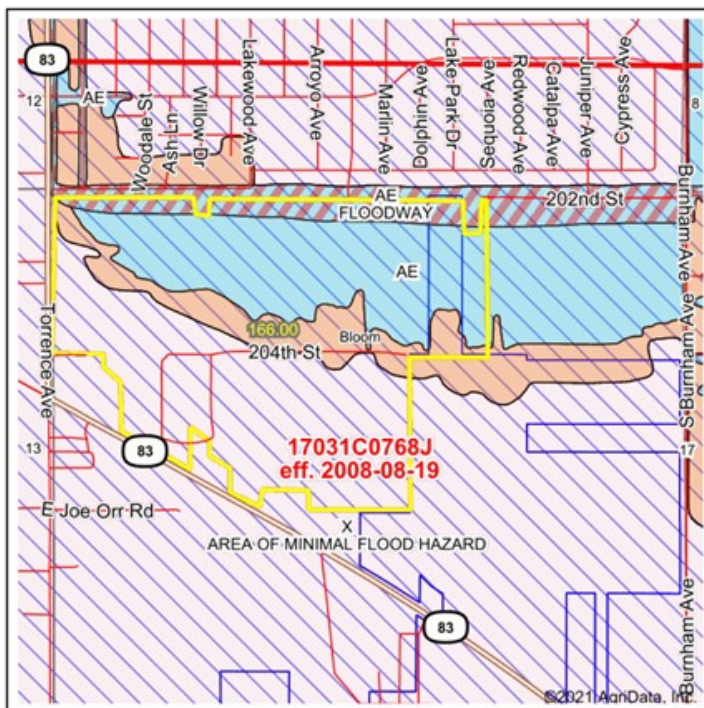 83
12
AE
Woodale St
Ash Ln
Willow Dr
Lakewood Ave
Arroyo Ave
Marlin Ave
Dolphin Ave
Lake Park Dr
Sequoia Ave
Redwood Ave
Catalpa Ave
Juniper Ave
Cypress Ave
8
AE
FLOODWAY
202nd St
Burnham Ave
AE
166.00
Bloom
204th St
Torrence Ave
S Burnham Ave
13
83
17031C0768J
eff. 2008-08-19
17
E Joe Orr Rd
X
AREA OF MINIMAL FLOOD HAZARD
83
Burnham Ave
©2021 AgriData, Inc.